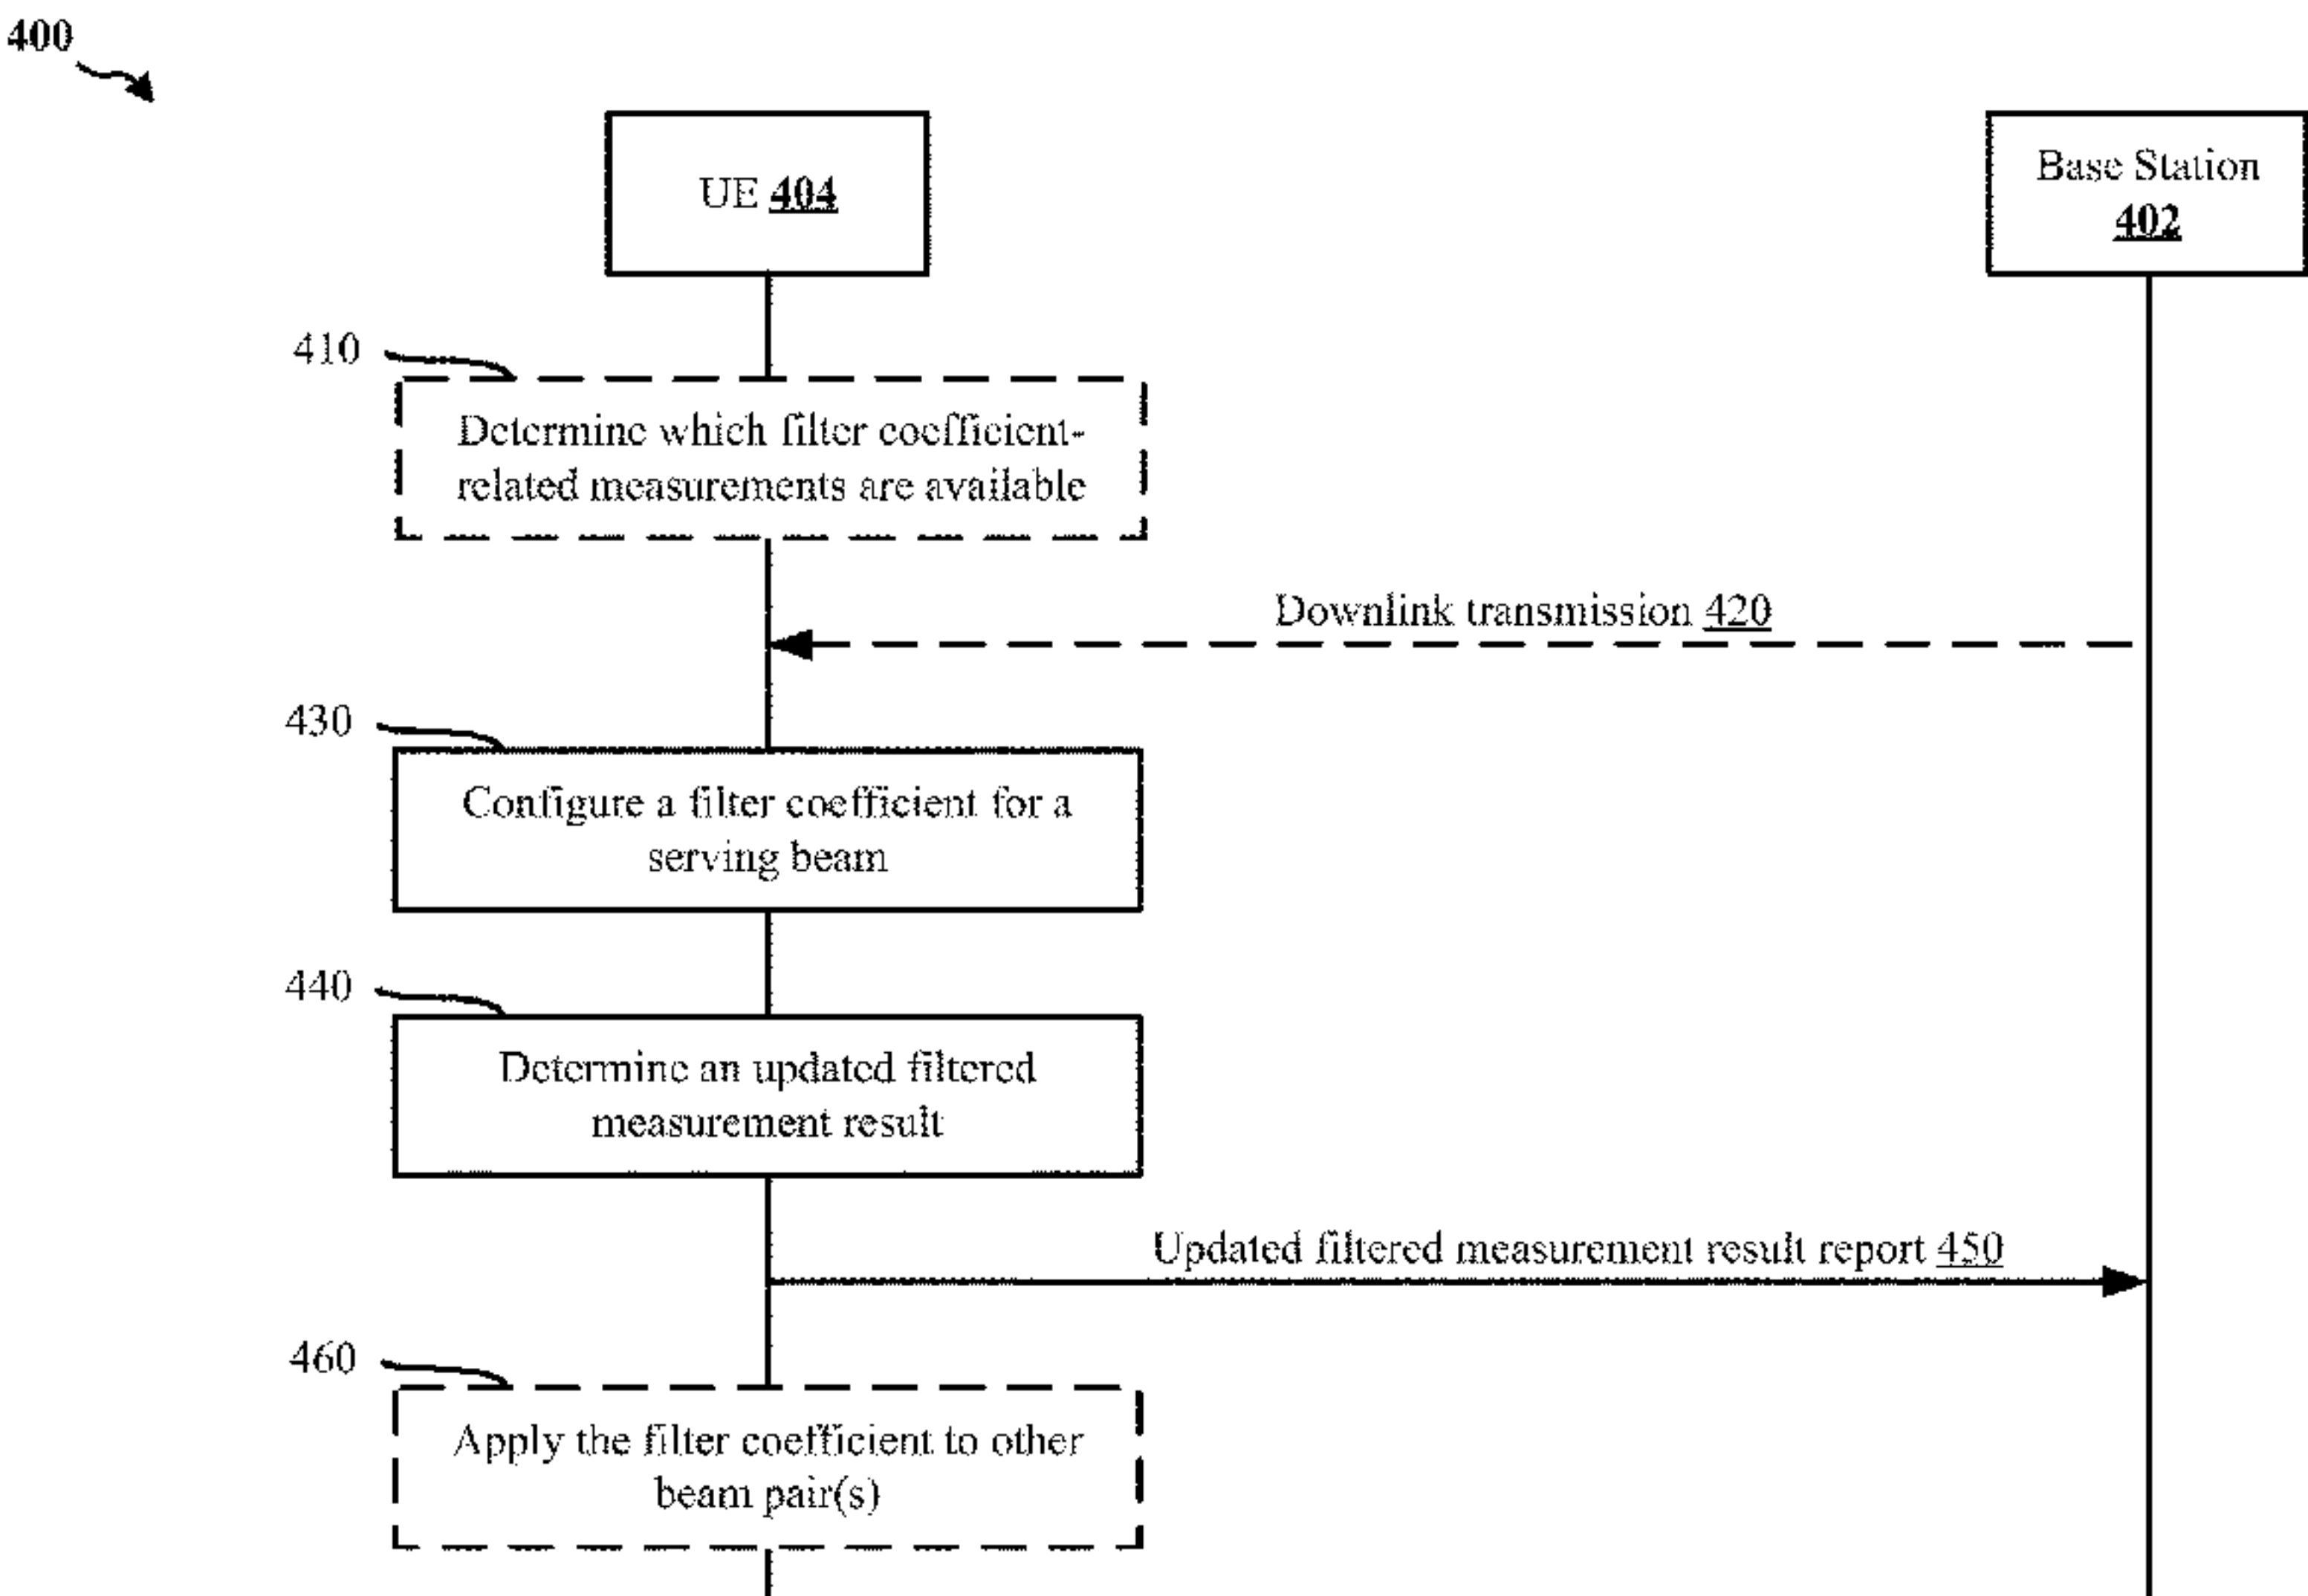 400
UE 404
Base Station
402
410
Determine which filter coefficient-
related measurements are available
Downlink transmission 420
430
Configure a filter coefficient for a
serving beam
440
Determine an updated filtered
measurement result
Updated filtered measurement result report 450
460
Apply the filter coefficient to other
beam pair(s)